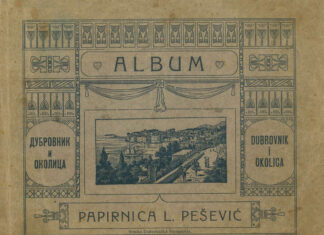 ALBUM
ДУБРОВНИК
И
ОКОЛИЦА
DUBROVNIK
I
OKOLICA
PAPIRNICA L. PEŠEVIĆ